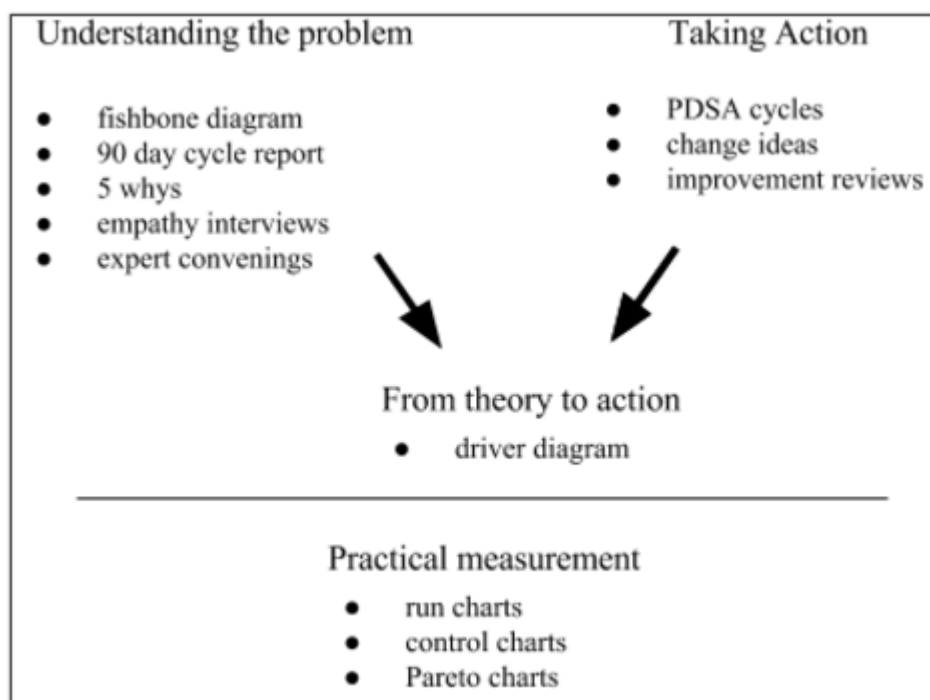 Understanding the problem
● fishbone diagram
● 90 day cycle report
● 5 whys
● empathy interviews
● expert convenings
Taking Action
● PDSA cycles
● change ideas
● improvement reviews
From theory to action
● driver diagram
Practical measurement
● run charts
● control charts
● Pareto charts